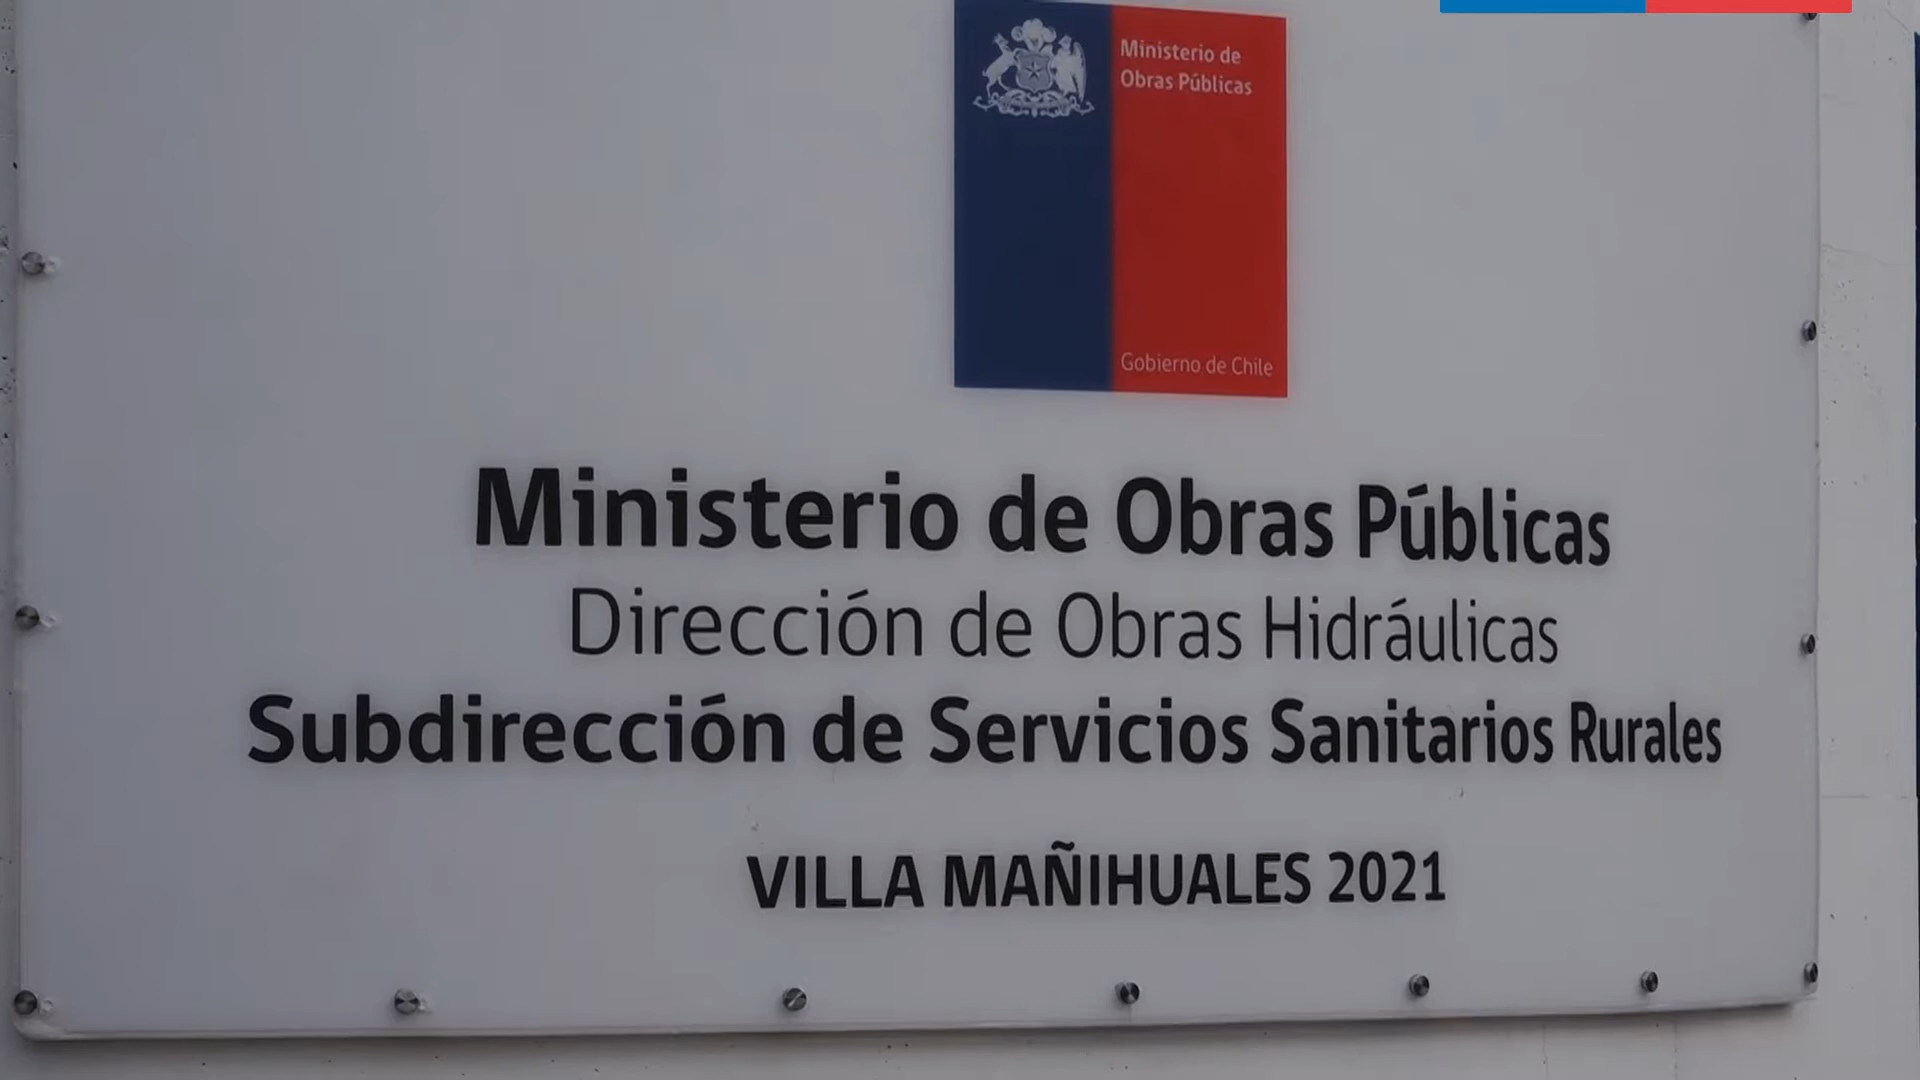 Ministerio de
Obras Públicas
Gobierno de Chile
Ministerio de Obras Públicas
Dirección de Obras Hidráulicas
Subdirección de Servicios Sanitarios Rurales
VILLA MAÑIHUALES 2021